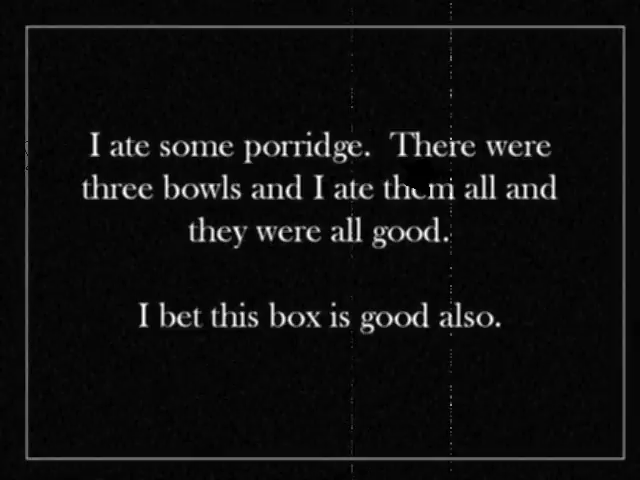 I ate some porridge. There were
three bowls and I ate them all and
they were all good.
I bet this box is good also.